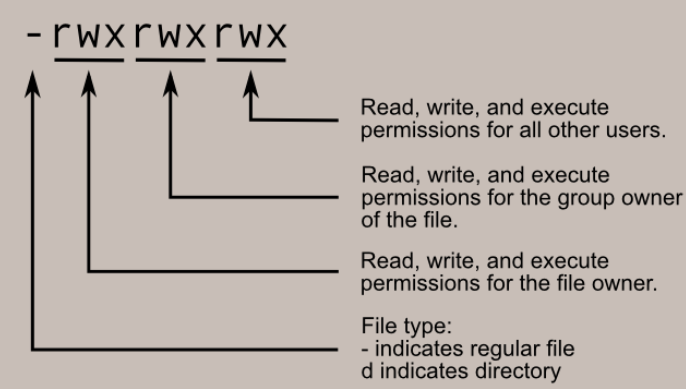 -rwxrwxrwx
Read, write, and execute
permissions for all other users.
Read, write, and execute
permissions for the group owner
of the file.
Read, write, and execute
permissions for the file owner.
File type:
- indicates regular file
d indicates directory